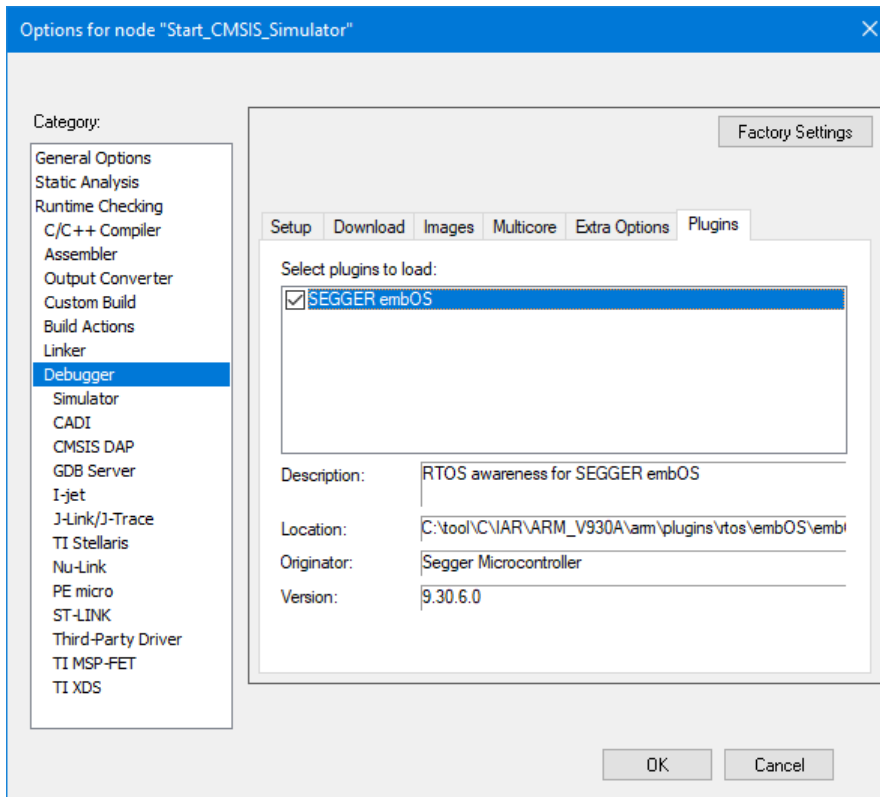 Options for node "Start_CMSIS_Simulator"
Category:
Factory Settings
General Options
Static Analysis
Runtime Checking
C/C++ Compiler
Assembler
Output Converter
Custom Build
Build Actions
Linker
Debugger
Simulator
CADI
CMSIS DAP
GDB Server
I-jet
J-Link/J-Trace
TI Stellaris
Nu-Link
PE micro
ST-LINK
Third-Party Driver
TI MSP-FET
TI XDS
Setup Download Images Multicore Extra Options Plugins
Select plugins to load:
SEGGER embOS
Description: RTOS awareness for SEGGER embOS
Location: C:\tool\C\IAR\ARM_V930A\arm\plugins\rtos\embOS\emb
Originator: Segger Microcontroller
Version: 9.30.6.0
OK Cancel